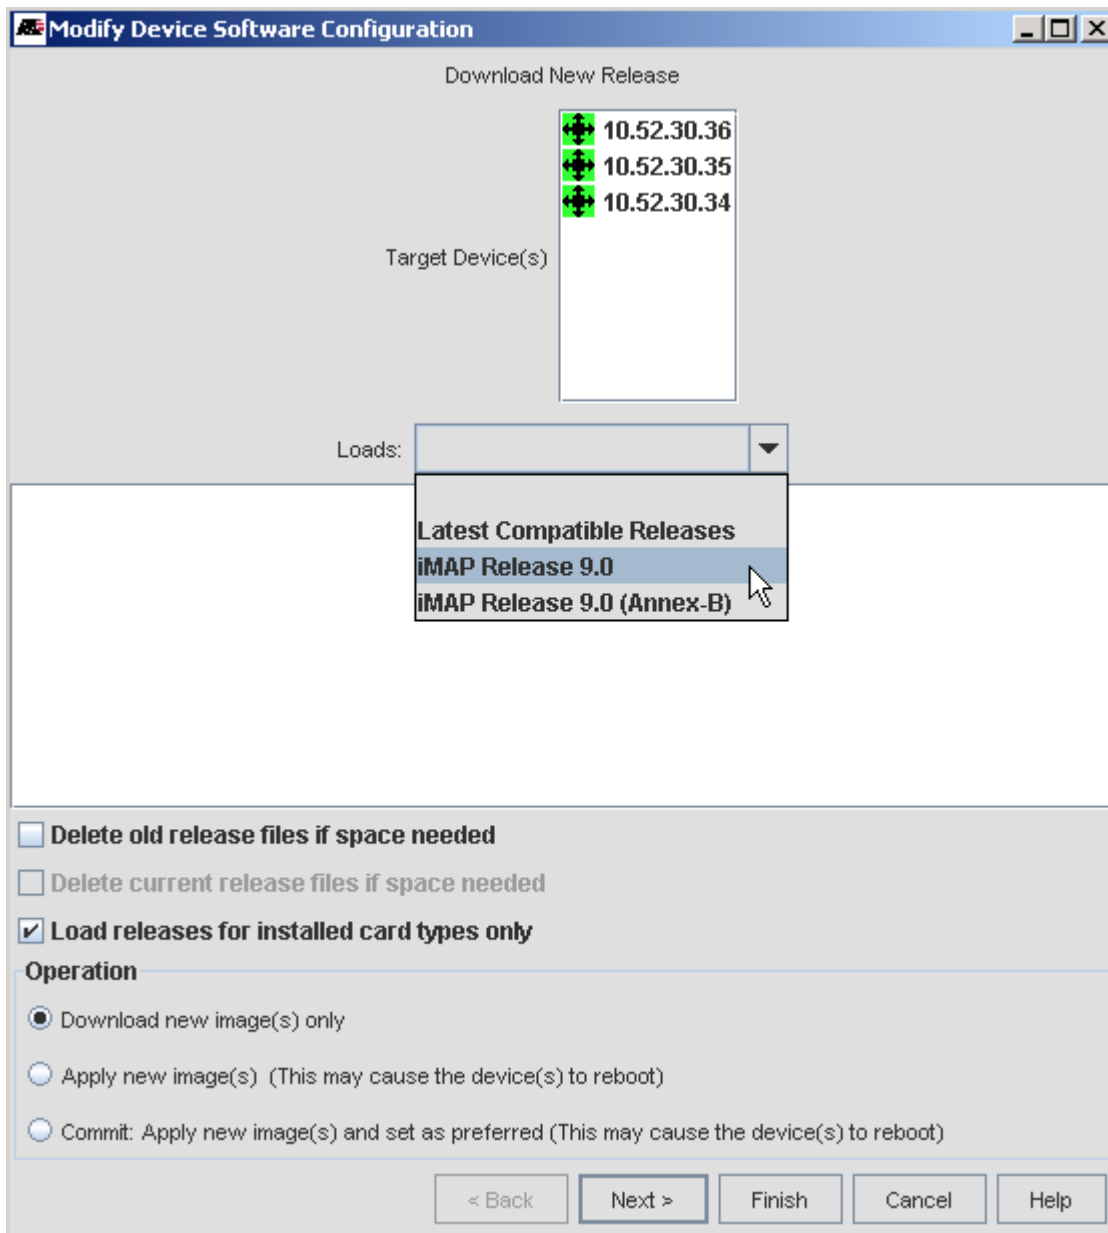 Modify Device Software Configuration
Download New Release
10.52.30.36
10.52.30.35
10.52.30.34
Target Device(s)
Loads:
Latest Compatible Releases
iMAP Release 9.0
iMAP Release 9.0 (Annex-B)
Delete old release files if space needed
Delete current release files if space needed
Load releases for installed card types only
Operation
Download new image(s) only
Apply new image(s) (This may cause the device(s) to reboot)
Commit: Apply new image(s) and set as preferred (This may cause the device(s) to reboot)
< Back Next > Finish Cancel Help